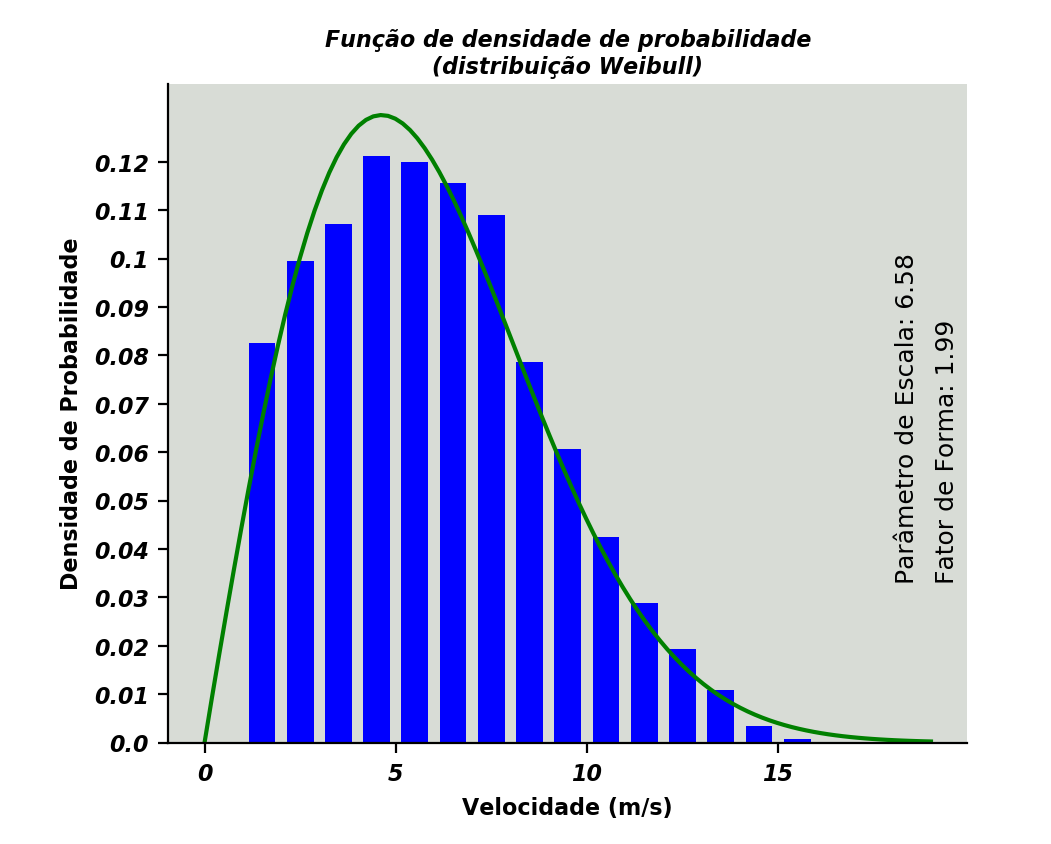 Função de densidade de probabilidade
(distribuição Weibull)
Densidade de Probabilidade
0.12
0.11
0.1
0.09
0.08
0.07
0.06
0.05
0.04
0.03
0.02
0.01
0.0
Parâmetro de Escala: 6.58
Fator de Forma: 1.99
0 5 10 15
Velocidade (m/s)